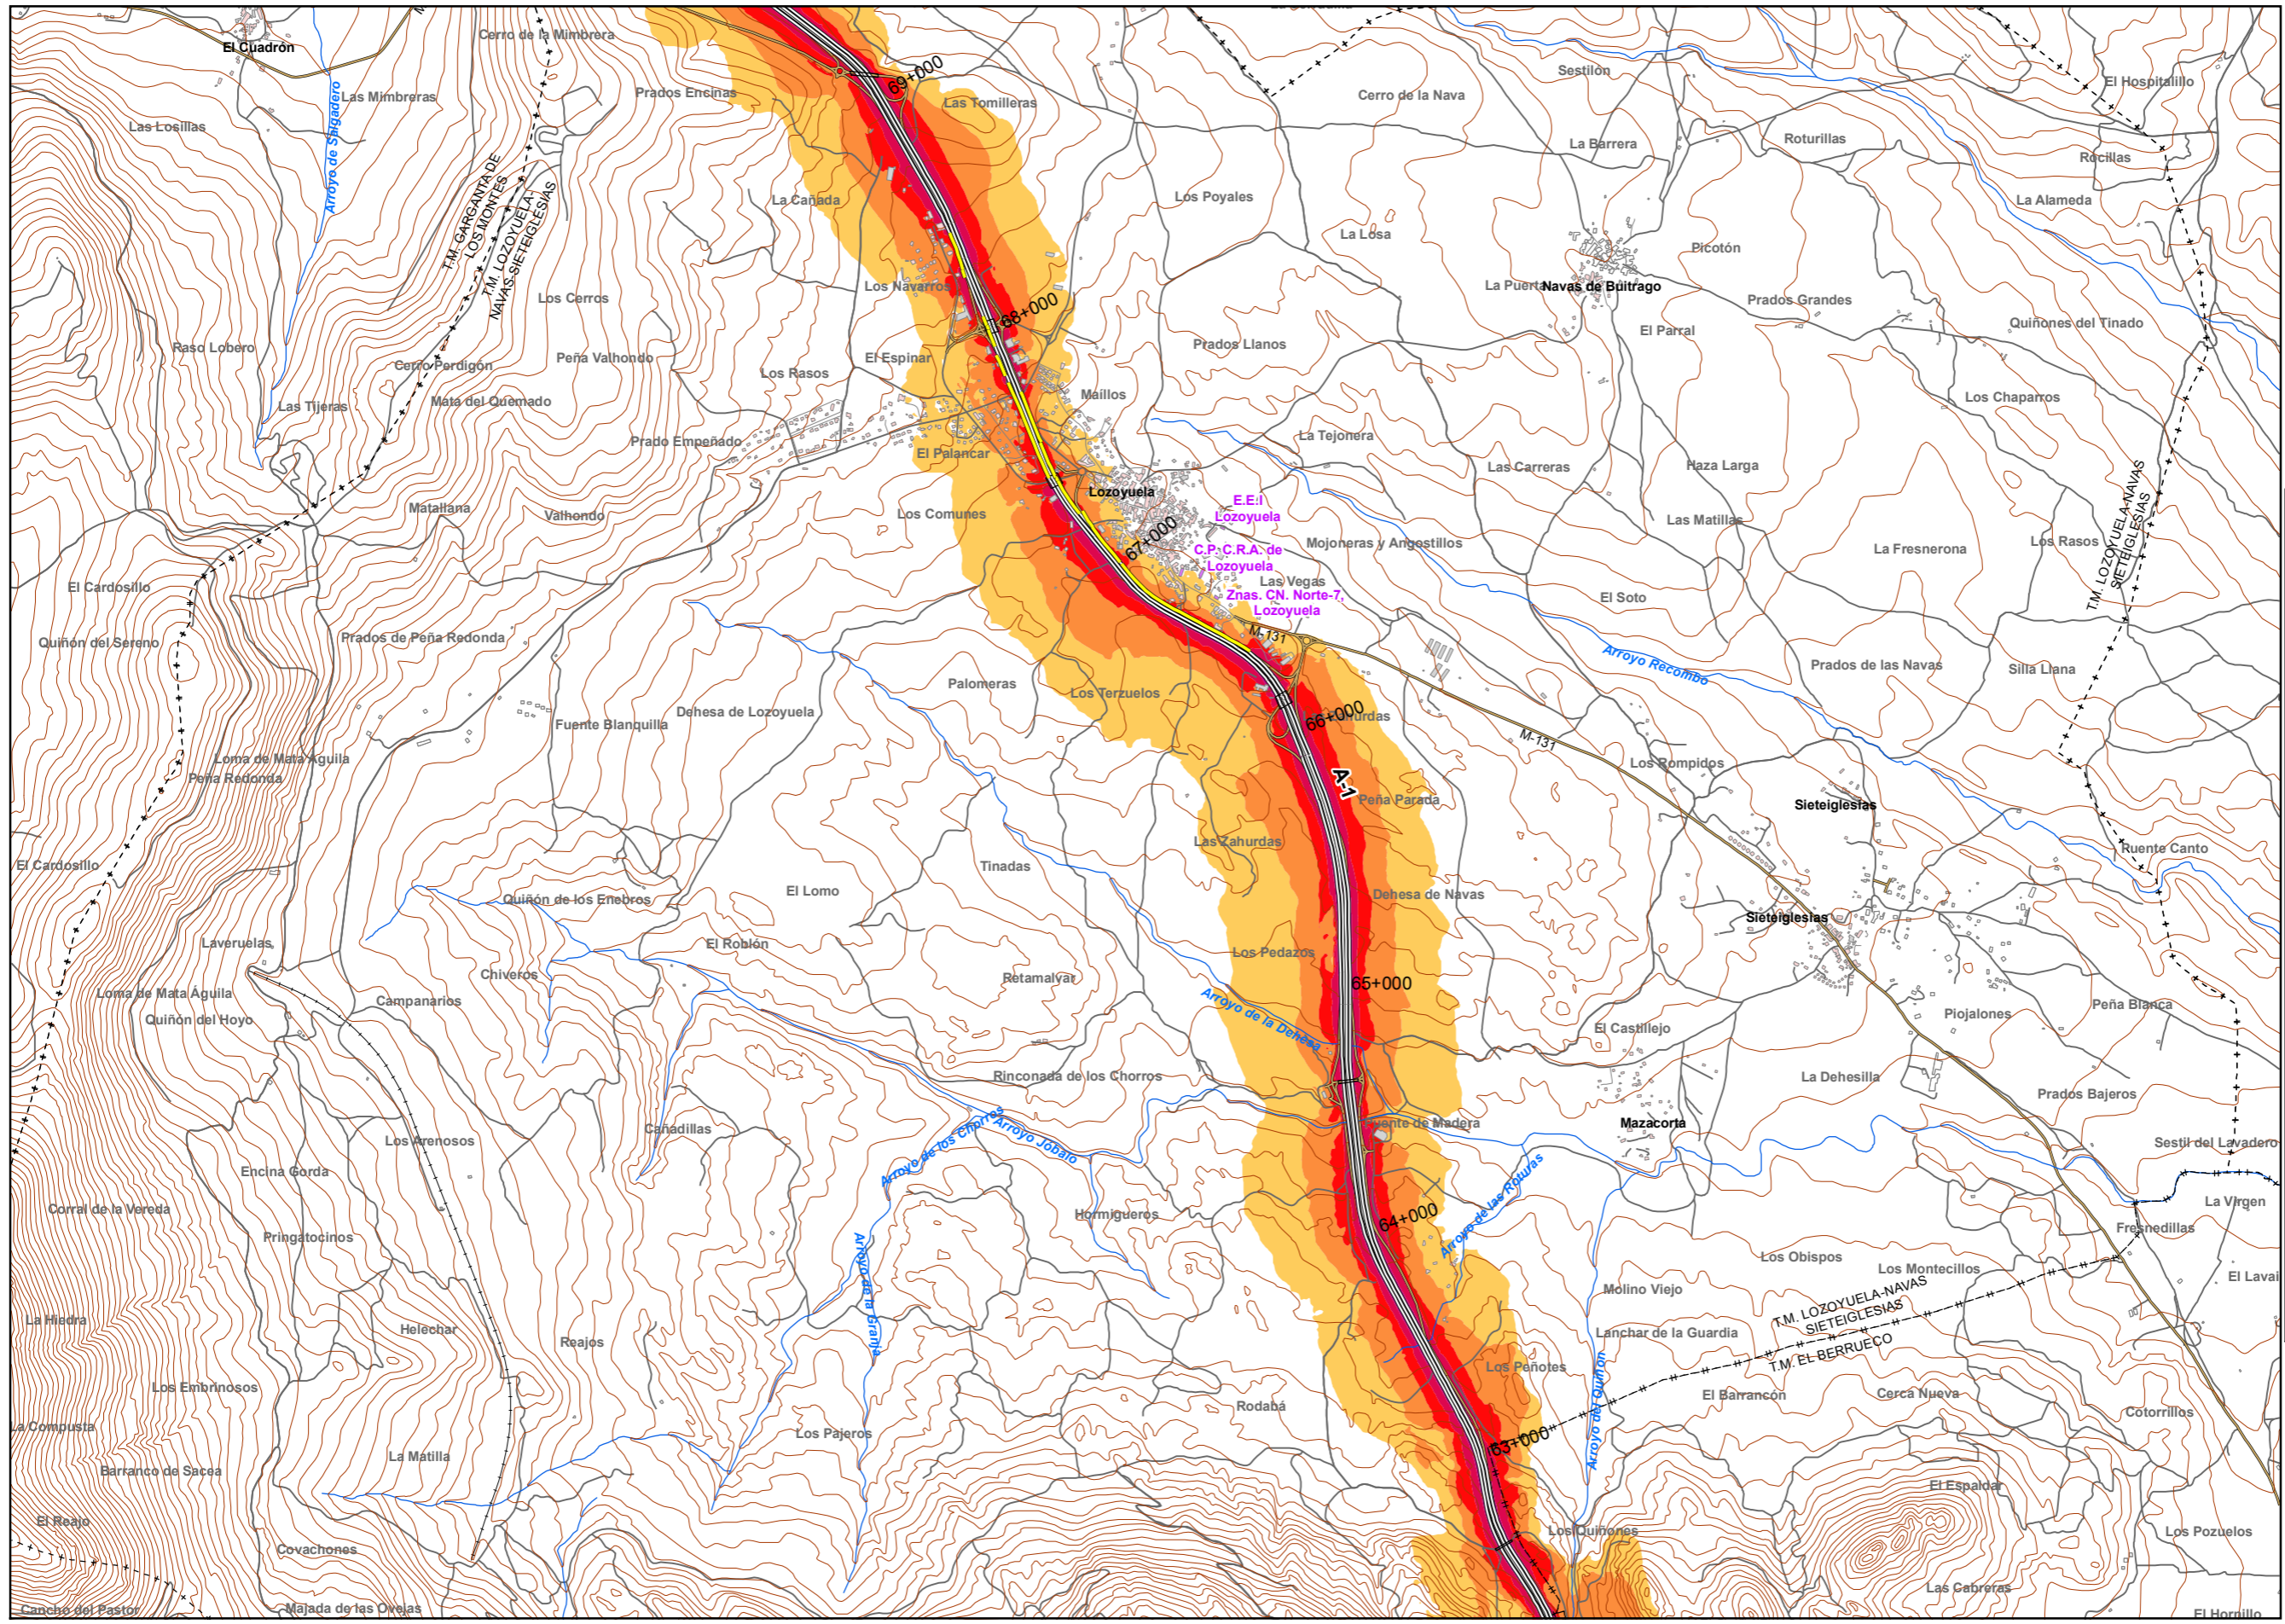 El Cuadrón
Cerro de la Mimbrera
69+000
Sestilón
El Hospitalillo
Las Mimbreras
Prados Encinas
Las Tomilleras
Cerro de la Nava
Las Losillas
Arroyo de Salgadero
La Barrera
Roturillas
Rocillas
T.M. GARGANTA DE
LOS MONTES
T.M. LOZOYUELA-
NAVAS-SIETEIGLESIAS
La Cañada
Los Poyales
La Alameda
La Losa
Picotón
Los Cerros
Los Navarros
68+000
La Puerta
Navas de Buitrago
Prados Grandes
El Parral
Quiñones del Tinado
Raso Lobero
Cerro Perdigón
Peña Valhondo
El Espinar
Prados Llanos
Los Rasos
Las Tijeras
Mata del Quemado
Maillos
Los Chaparros
Prado Empeñado
El Palancar
La Tejonera
Las Carreras
Haza Larga
Lozoyuela
E.E.I
Lozoyuela
Matallana
Valhondo
Los Comunes
67+000
Las Matillas
T.M. LOZOYUELA-NAVAS
SIETEIGLESIAS
C.P. C.R.A. de
Lozoyuela
Mojoneras y Angostillos
La Fresnerona
Los Rasos
El Cardosillo
Las Vegas
Znas. CN. Norte-7,
Lozoyuela
El Soto
Quiñón del Sereno
Prados de Peña Redonda
M-131
Arroyo Recombo
Prados de las Navas
Silla Llana
Palomeras
Los Terzuelos
Fuente Blanquilla
Dehesa de Lozoyuela
66+000
M-131
Loma de Mata Aguila
Peña Redonda
Los Rompidos
A-1
Peña Parada
Sieteiglesias
Las Zahurdas
Ruente Canto
El Cardosillo
Tinadas
El Lomo
Dehesa de Navas
Quiñón de los Enebros
Sieteiglesias
Laveruelas
El Roblón
Los Pedazos
Chiveros
Retamalvar
65+000
Loma de Mata Águila
Campanarios
Arroyo de la Dehesa
Peña Blanca
Quiñón del Hoyo
Piojalones
El Castillejo
Rinconada de los Chorros
La Dehesilla
Prados Bajeros
Los Arenosos
Cañadillas
Arroyo de los Chorros
Arroyo Jóbalo
Fuente de Madera
Mazacorta
Sestil del Lavadero
Encina Gorda
Arroyo de las Roturas
La Virgen
Corral de la Vereda
Hormigueros
64+000
Fresnedillas
Pringatocinos
Arroyo de la Granja
Los Obispos
Los Montecillos
El Lavai
Molino Viejo
La Hiedra
Helechar
Reajos
T.M. LOZOYUELA-NAVAS
SIETEIGLESIAS
T.M. EL BERRUECO
Lanchar de la Guardia
Los Peñotes
Los Embrinosos
Arroyo del Quiñón
El Barrancón
Cerca Nueva
Rodabá
Cotorrillos
La Compusta
Los Pajeros
63+000
La Matilla
Barranco de Sacea
El Espaldar
El Reajo
Los Quiñones
Los Pozuelos
Covachones
Las Cabreras
Cancho del Pastor
Majada de las Ovejas
El Hornillo